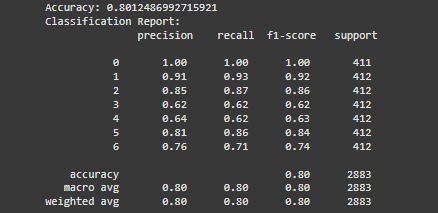 Accuracy: 0.8012486992715921
Classification Report:
precision recall f1-score support
0 1.00 1.00 1.00 411
1 0.91 0.93 0.92 412
2 0.85 0.87 0.86 412
3 0.62 0.62 0.62 412
4 0.64 0.62 0.63 412
5 0.81 0.86 0.84 412
6 0.76 0.71 0.74 412
accuracy 0.80 2883
macro avg 0.80 0.80 0.80 2883
weighted avg 0.80 0.80 0.80 2883